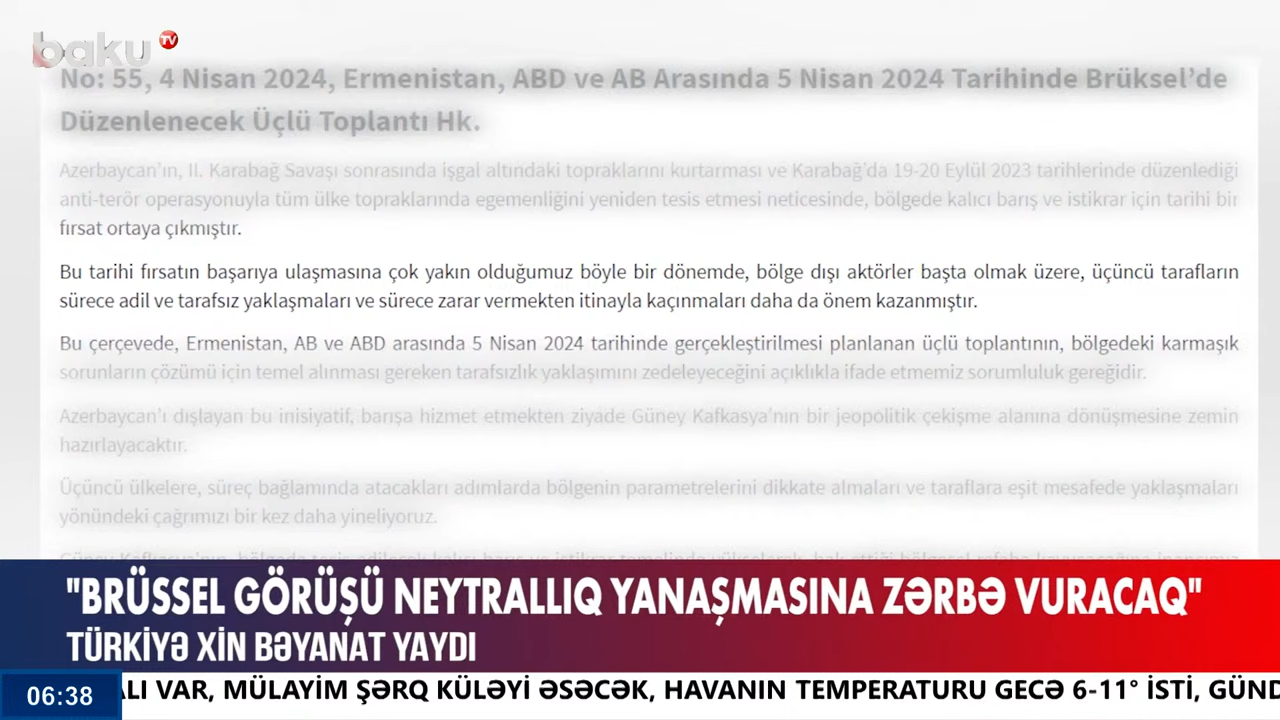 baku TV
No: 55, 4 Nisan 2024, Ermenistan, ABD ve AB Arasında 5 Nisan 2024 Tarihinde Brüksel’de
Düzenlenecek Üçlü Toplantı Hk.
Azerbaycan’ın, II. Karabağ Savaşı sonrasında işgal altındaki topraklarını kurtarması ve Karabağ’da 19-20 Eylül 2023 tarihlerinde düzenlediği
anti-terör operasyonuyla tüm ülke topraklarında egemenliğini yeniden tesis etmesi neticesinde, bölgede kalıcı barış ve istikrar için tarihi bir
fırsat ortaya çıkmıştır.
Bu tarihi fırsatın başarıya ulaşmasına çok yakın olduğumuz böyle bir dönemde, bölge dışı aktörler başta olmak üzere, üçüncü tarafların
sürece adil ve tarafsız yaklaşmaları ve sürece zarar vermekten itinayla kaçınmaları daha da önem kazanmıştır.
Bu çerçevede, Ermenistan, AB ve ABD arasında 5 Nisan 2024 tarihinde gerçekleştirilmesi planlanan üçlü toplantının, bölgedeki karmaşık
sorunların çözümü için temel alınması gereken tarafsızlık yaklaşımını zedeleyeceğini açıklıkla ifade etmemiz sorumluluk gereğidir.
Azerbaycan’ı dışlayan bu inisiyatif, barışa hizmet etmekten ziyade Güney Kafkasya’nın bir jeopolitik çekişme alanına dönüşmesine zemin
hazırlayacaktır.
Üçüncü ülkelere, süreç bağlamında atacakları adımlarda bölgenin parametrelerini dikkate almaları ve taraflara eşit mesafede yaklaşmaları
yönündeki çağrımızı bir kez daha yineliyoruz.
"BRÜSSEL GÖRÜŞÜ NEYTRALLIQ YANAŞMASINA ZƏRBƏ VURACAQ"
TÜRKİYƏ XİN BƏYANAT YAYDI
06:38 ALI VAR, MÜLAYİM ŞƏRQ KÜLƏYİ ƏSƏCƏK, HAVANIN TEMPERATURU GECƏ 6-11° İSTİ, GÜND